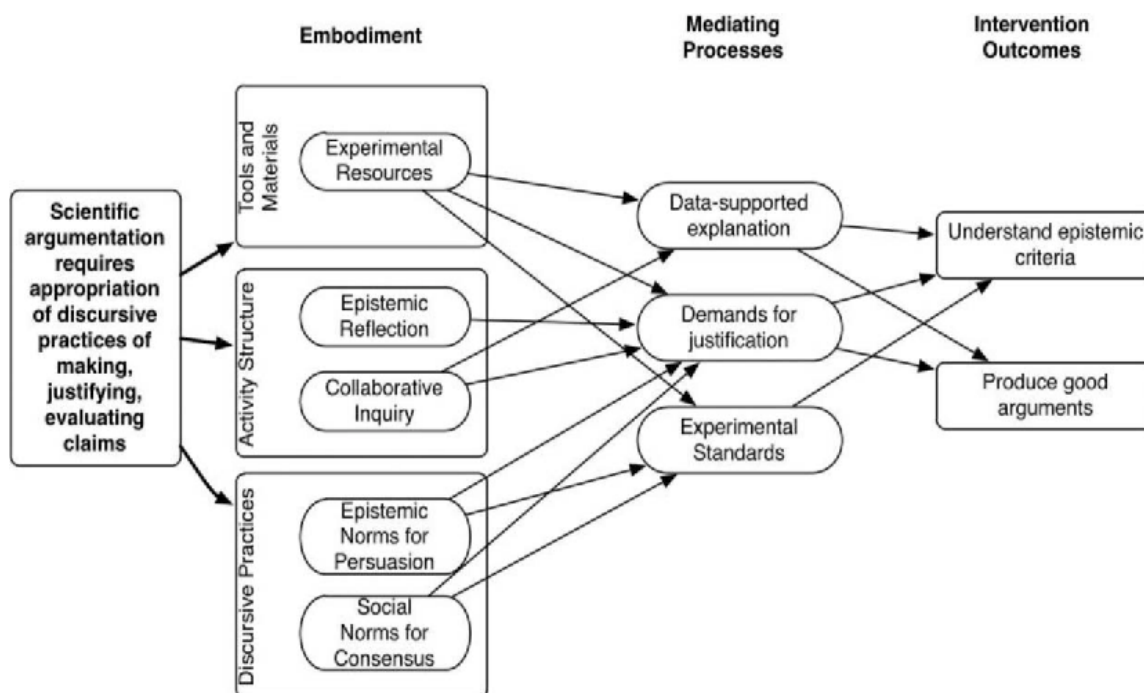 Embodiment
Mediating
Processes
Intervention
Outcomes
Scientific
argumentation
requires
appropriation
of discursive
practices of
making,
justifying,
evaluating
claims
Tools and
Materials
Experimental
Resources
Activity Structure
Epistemic
Reflection
Collaborative
Inquiry
Discursive Practices
Epistemic
Norms for
Persuasion
Social
Norms for
Consensus
Data-supported
explanation
Demands for
justification
Experimental
Standards
Understand epistemic
criteria
Produce good
arguments